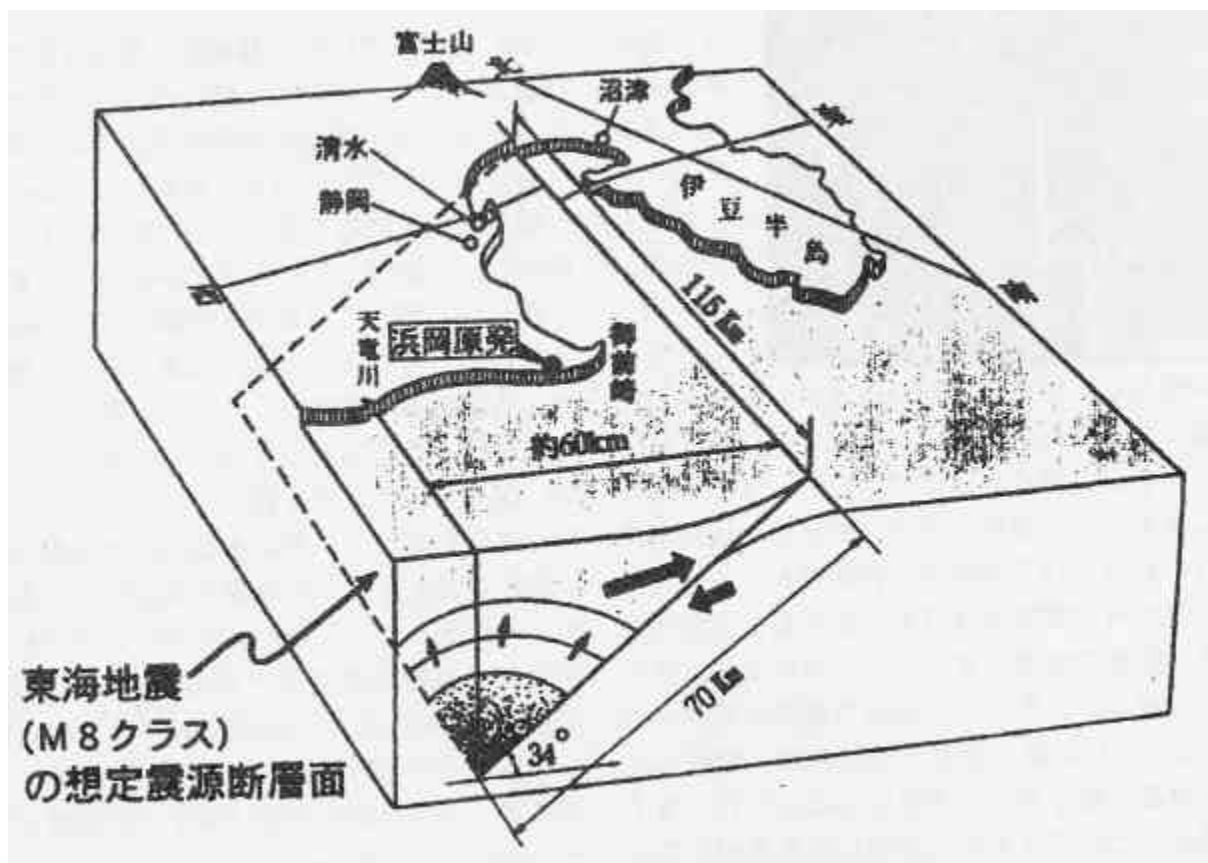 富士山
北
沼津
東
清水
静岡
伊豆半島
西
115 Km
南
天竜川
浜岡原発
御前崎
約60km
70 Km
34°
東海地震
(M8クラス)
の想定震源断層面